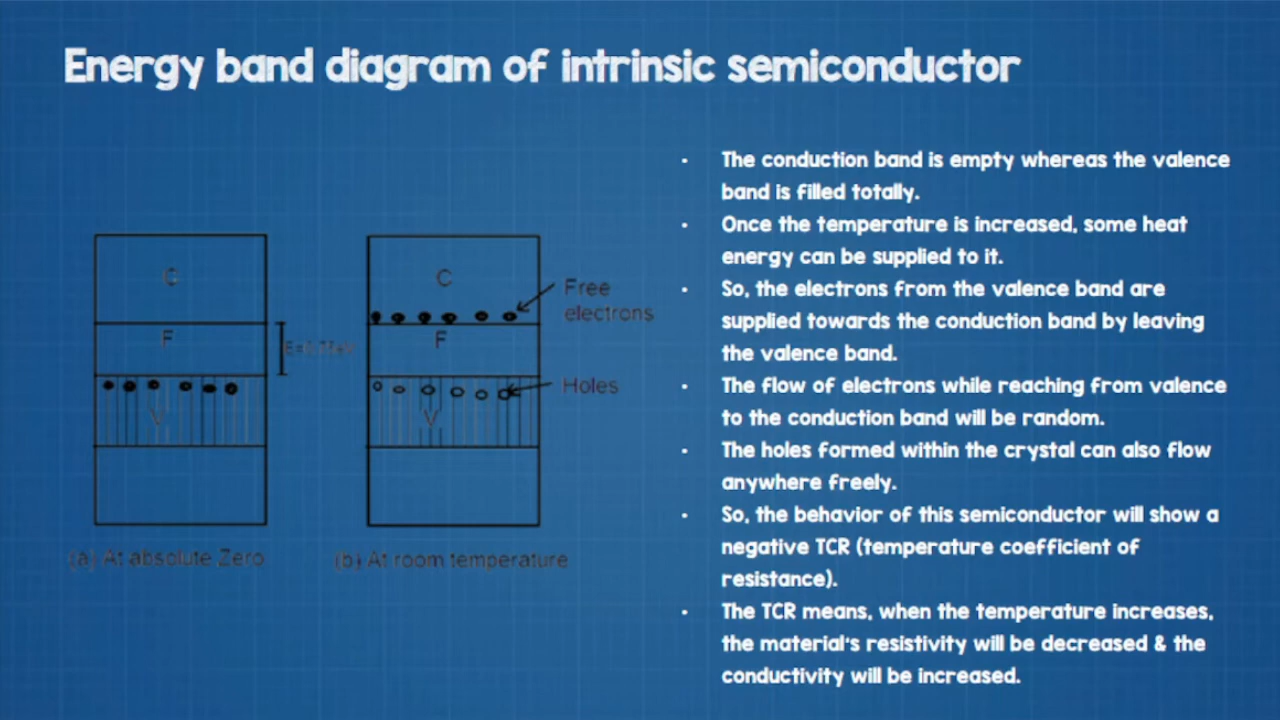 Energy band diagram of intrinsic semiconductor
C
F
V
(a) At absolute Zero
C
Free
electrons
F
Holes
V
(b) At room temperature
• The conduction band is empty whereas the valence
band is filled totally.
• Once the temperature is increased, some heat
energy can be supplied to it.
• So, the electrons from the valence band are
supplied towards the conduction band by leaving
the valence band.
• The flow of electrons while reaching from valence
to the conduction band will be random.
• The holes formed within the crystal can also flow
anywhere freely.
• So, the behavior of this semiconductor will show a
negative TCR (temperature coefficient of
resistance).
• The TCR means, when the temperature increases,
the material's resistivity will be decreased & the
conductivity will be increased.